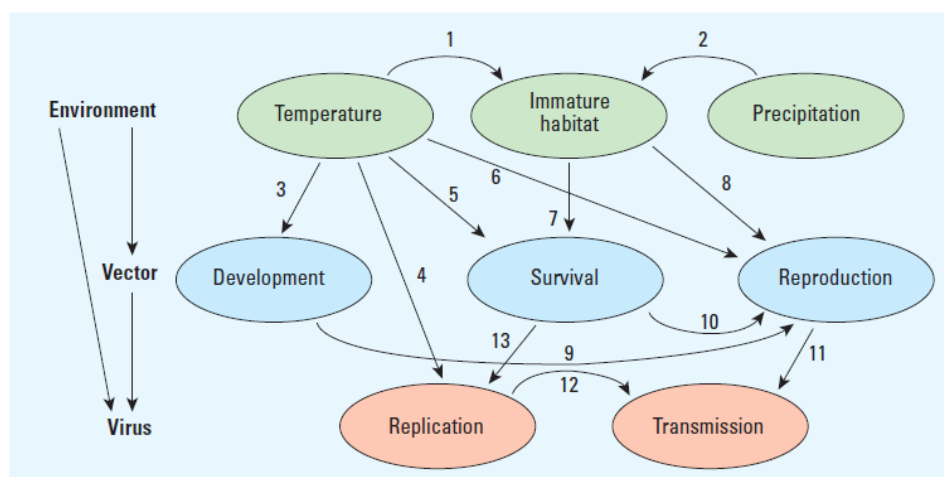 1
2
Environment
Temperature
Immature
habitat
Precipitation
3
5
6
7
8
Vector
Development
4
Survival
Reproduction
10
13
9
11
12
Virus
Replication
Transmission